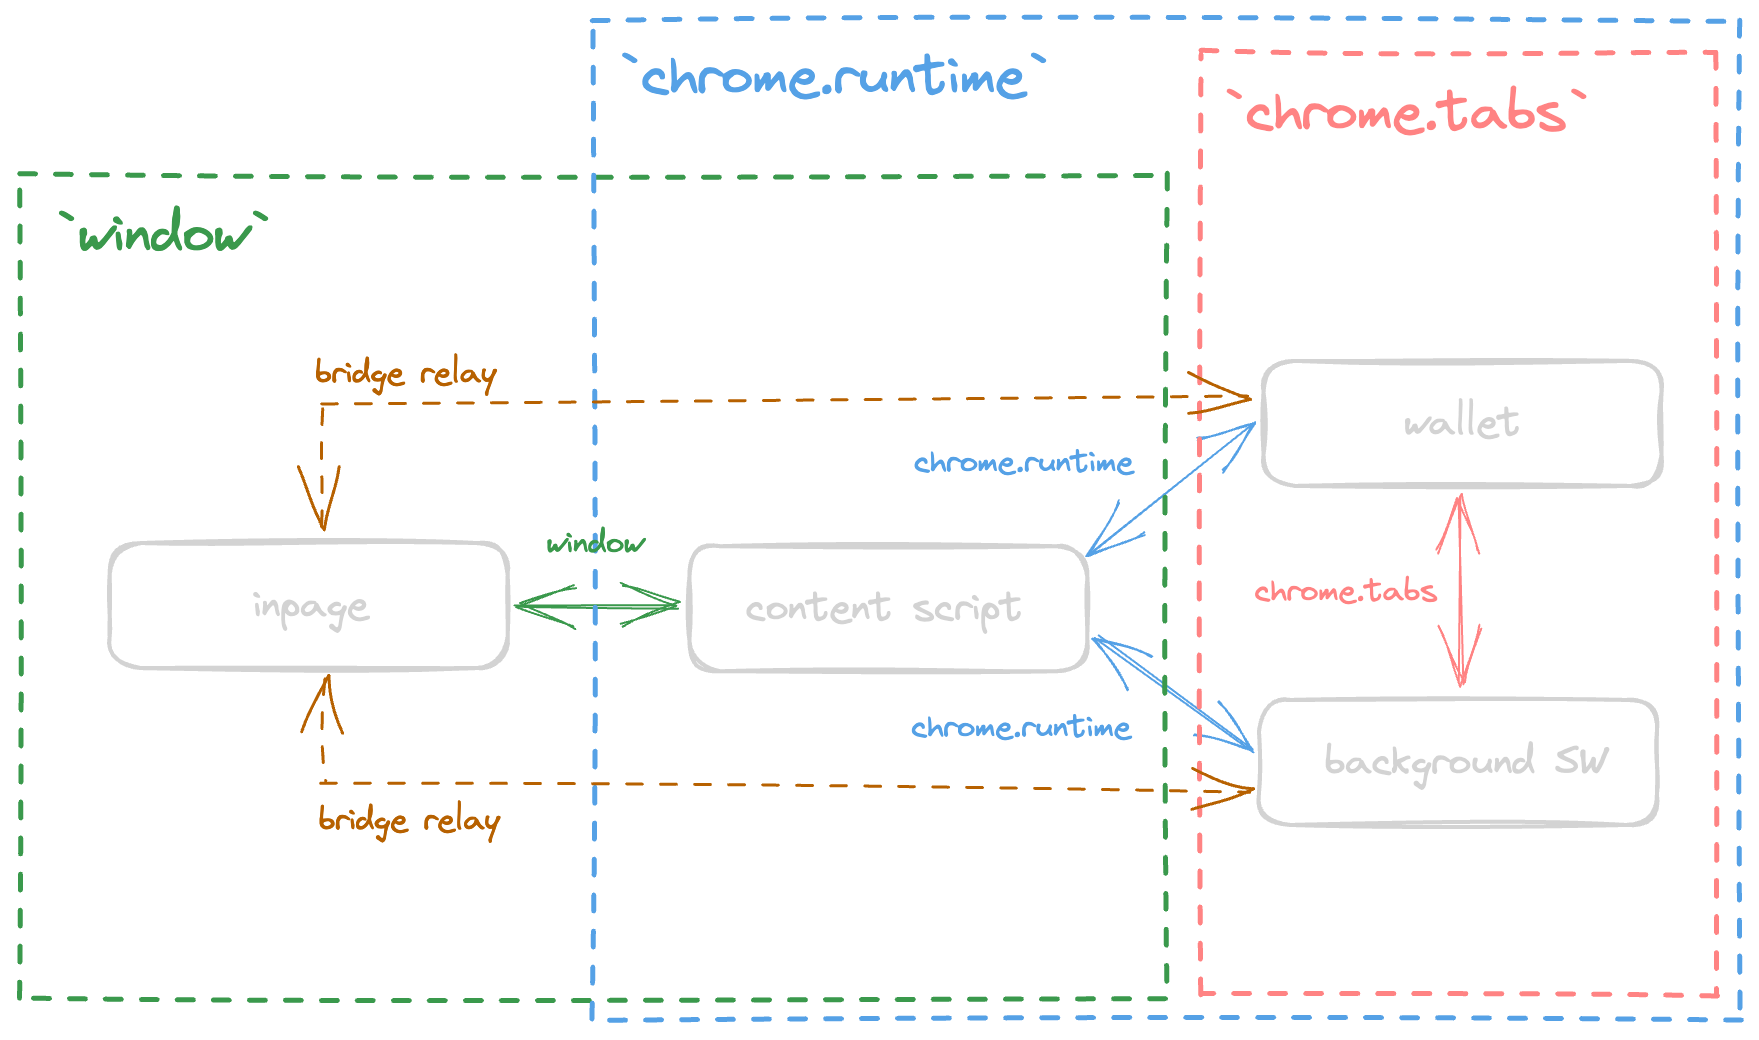 `chrome.runtime`
`chrome.tabs`
`window`
bridge relay
wallet
chrome.runtime
window
inpage
content script
chrome.tabs
chrome.runtime
background SW
bridge relay